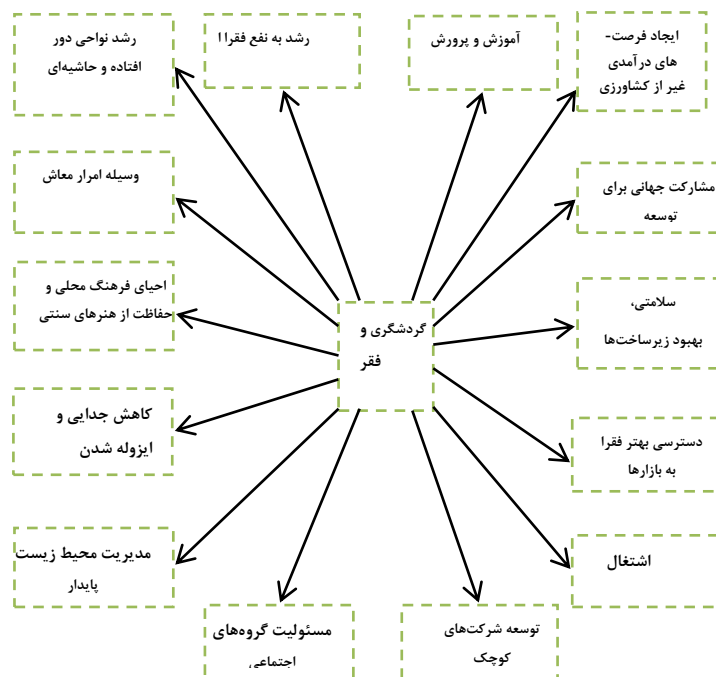 ایجاد فرصت-
های درآمدی
غیر از کشاورزی
آموزش و پرورش
رشد به نفع فقرا ا
رشد نواحی دور
افتاده و حاشیه‌ای
مشارکت جهانی برای
توسعه
وسیله امرار معاش
سلامتی،
بهبود زیرساخت‌ها
گردشگری و
فقر
احیای فرهنگ محلی و
حفاظت از هنرهای سنتی
دسترسی بهتر فقرا
به بازارها
کاهش جدایی و
ایزوله شدن
اشتغال
مدیریت محیط زیست
پایدار
توسعه شرکت‌های
کوچک
مسئولیت گروه‌های
اجتماعی